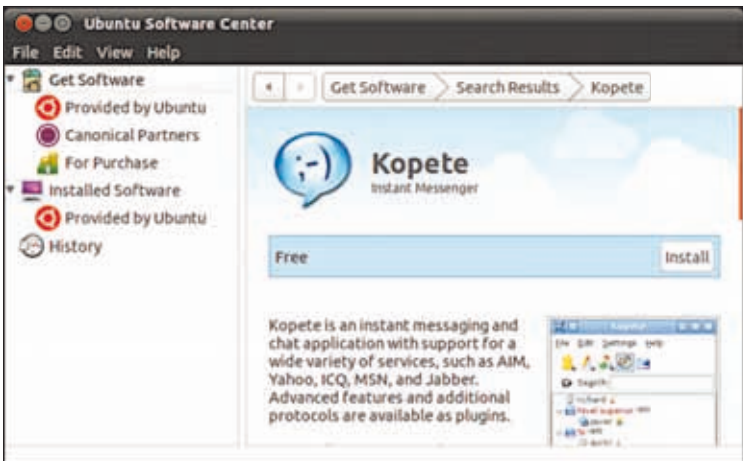 Ubuntu Software Center
File Edit View Help
Get Software
Provided by Ubuntu
Canonical Partners
For Purchase
Installed Software
Provided by Ubuntu
History
Get Software Search Results Kopete
;-)
Kopete
Instant Messenger
Free
Install
Kopete is an instant messaging and
chat application with support for a
wide variety of services, such as AIM,
Yahoo, ICQ, MSN, and Jabber.
Advanced features and additional
protocols are available as plugins.
Kopete
File Edit Settings Help
Search: